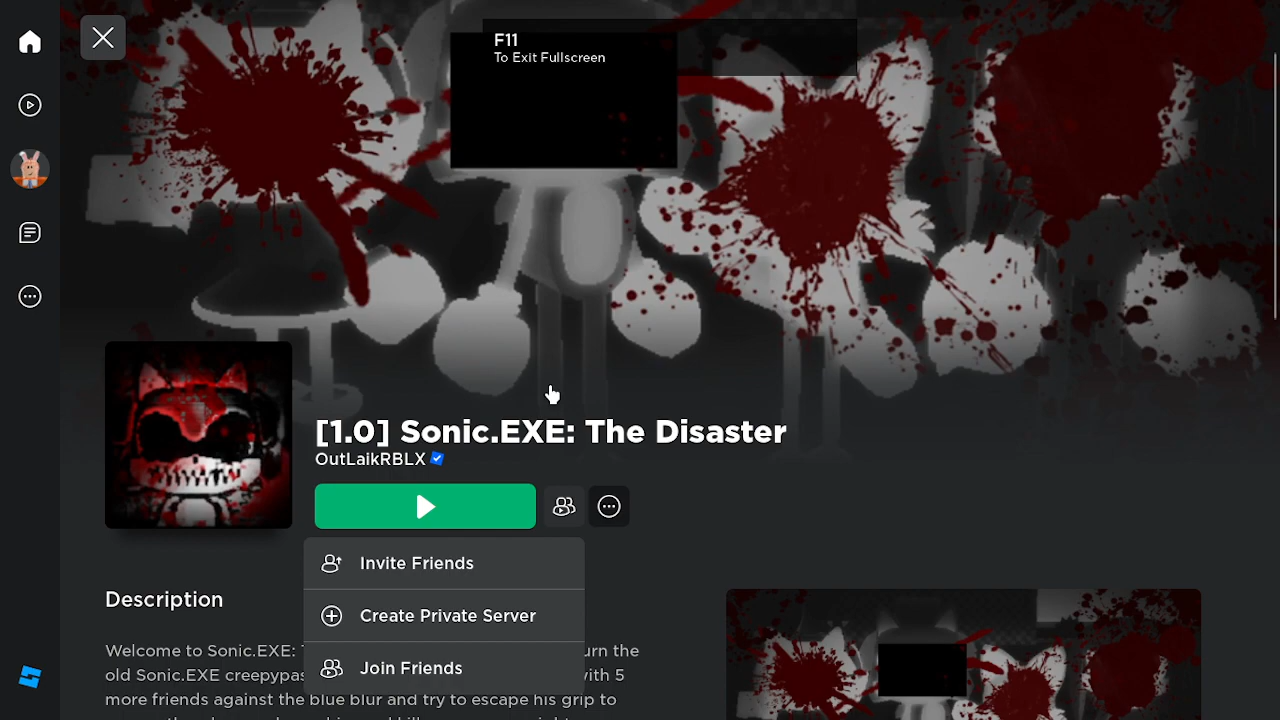 F11
To Exit Fullscreen
[1.0] Sonic.EXE: The Disaster
OutLaikRBLX
Invite Friends
Create Private Server
Join Friends
Description
Welcome to Sonic.EXE: urn the
old Sonic.EXE creepypas ith 5
more friends against the blue blur and try to escape his grip to